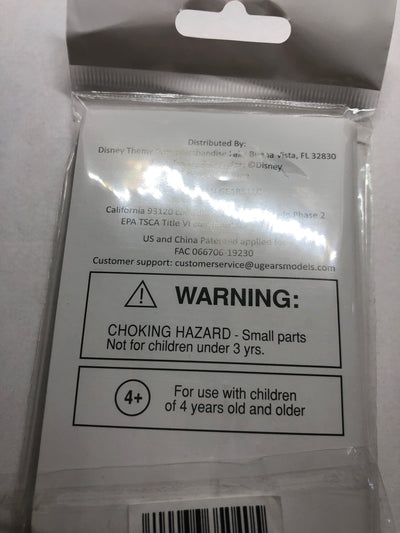 Distributed By:
Disney Theme Merchandise Buena Vista, FL 32830
©Disney
California 93120 Phase 2
EPA TSCA Title VI
US and China Patented applied for
FAC 066706-19230
Customer support: customerservice@ugearsmodels.com
WARNING:
CHOKING HAZARD - Small parts
Not for children under 3 yrs.
4+
For use with children
of 4 years old and older